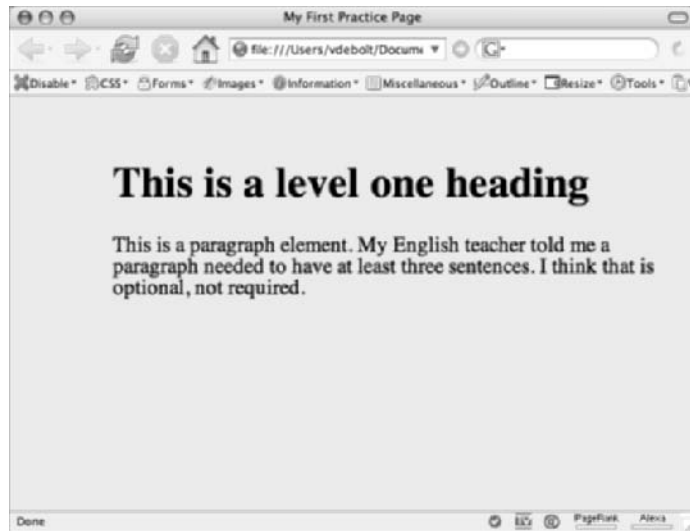 My First Practice Page
file:///Users/vdebolt/Docume
G
Disable CSS Forms Images Information Miscellaneous Outline Resize Tools
This is a level one heading
This is a paragraph element. My English teacher told me a
paragraph needed to have at least three sentences. I think that is
optional, not required.
Done PageRank Alexa